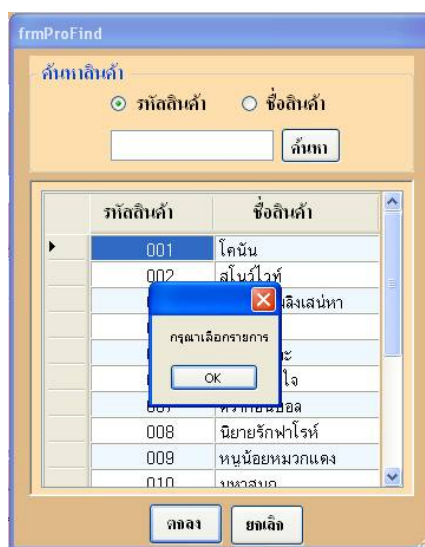 frmProFind
ค้นหาสินค้า
รหัสสินค้า ชื่อสินค้า
ค้นหา
รหัสสินค้า ชื่อสินค้า
001 โคนัน
002 สโนว์ไวท์
กรุณาเลือกรายการ
OK
008 นิยายรักฟาโรห์
009 หนูน้อยหมวกแดง
010
ตกลง ยกเลิก